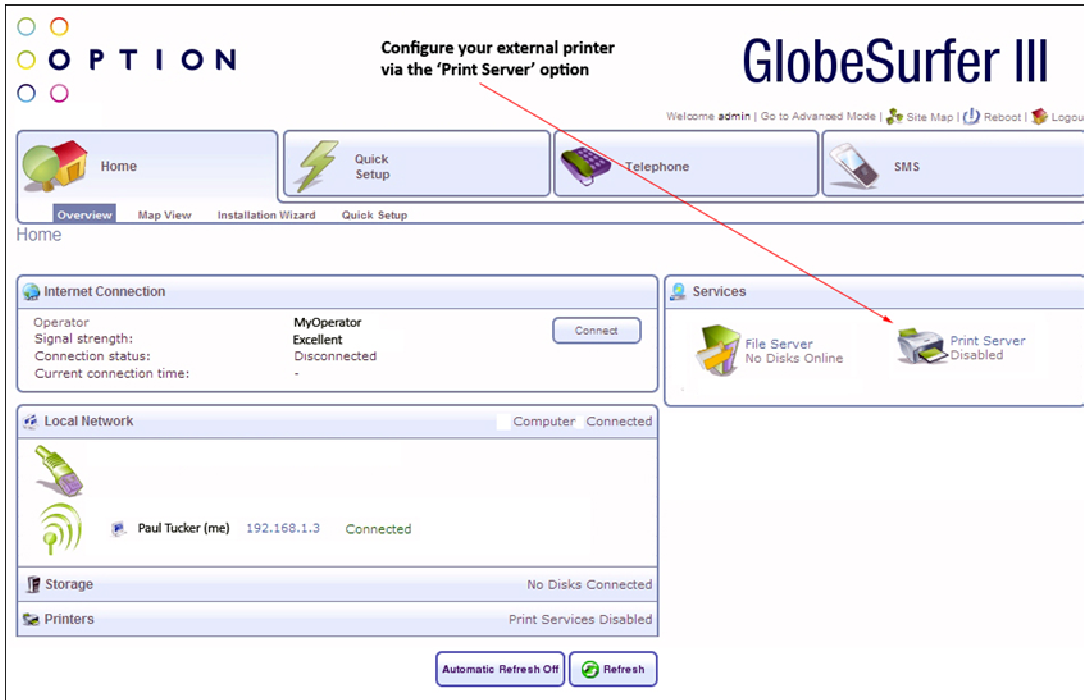 OPTION
Configure your external printer
via the ‘Print Server’ option
GlobeSurfer III
Welcome admin | Go to Advanced Mode | Site Map | Reboot | Logou
Home
Quick
Setup
Telephone
SMS
Overview Map View Installation Wizard Quick Setup
Home
Internet Connection
Operator MyOperator
Signal strength: Excellent
Connection status: Disconnected
Current connection time: -
Connect
Services
File Server
No Disks Online
Print Server
Disabled
Local Network Computer Connected
Paul Tucker (me) 192.168.1.3 Connected
Storage No Disks Connected
Printers Print Services Disabled
Automatic Refresh Off Refresh